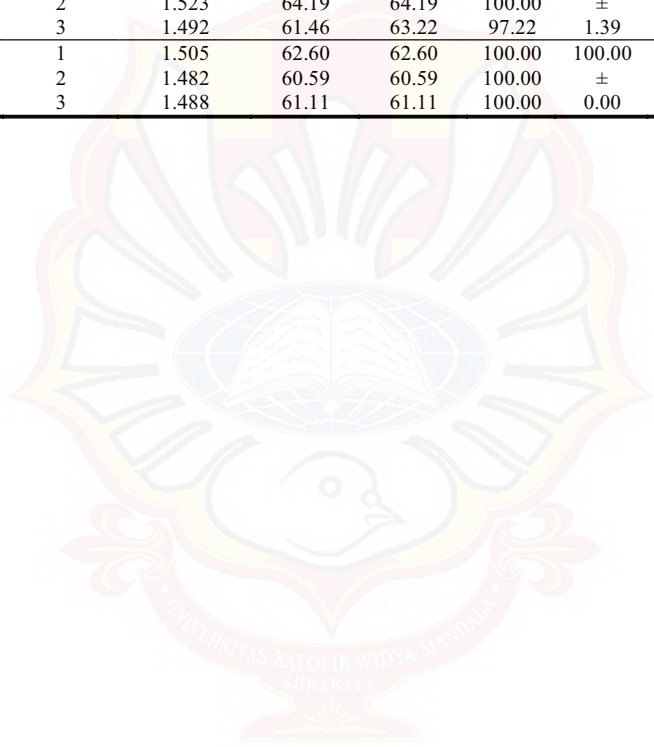 2 1.523 64.19 64.19 100.00 ±
3 1.492 61.46 63.22 97.22 1.39
1 1.505 62.60 62.60 100.00 100.00
2 1.482 60.59 60.59 100.00 ±
3 1.488 61.11 61.11 100.00 0.00
UNIVERSITAS KATOLIK WIDYA MANDALA
SURABAYA